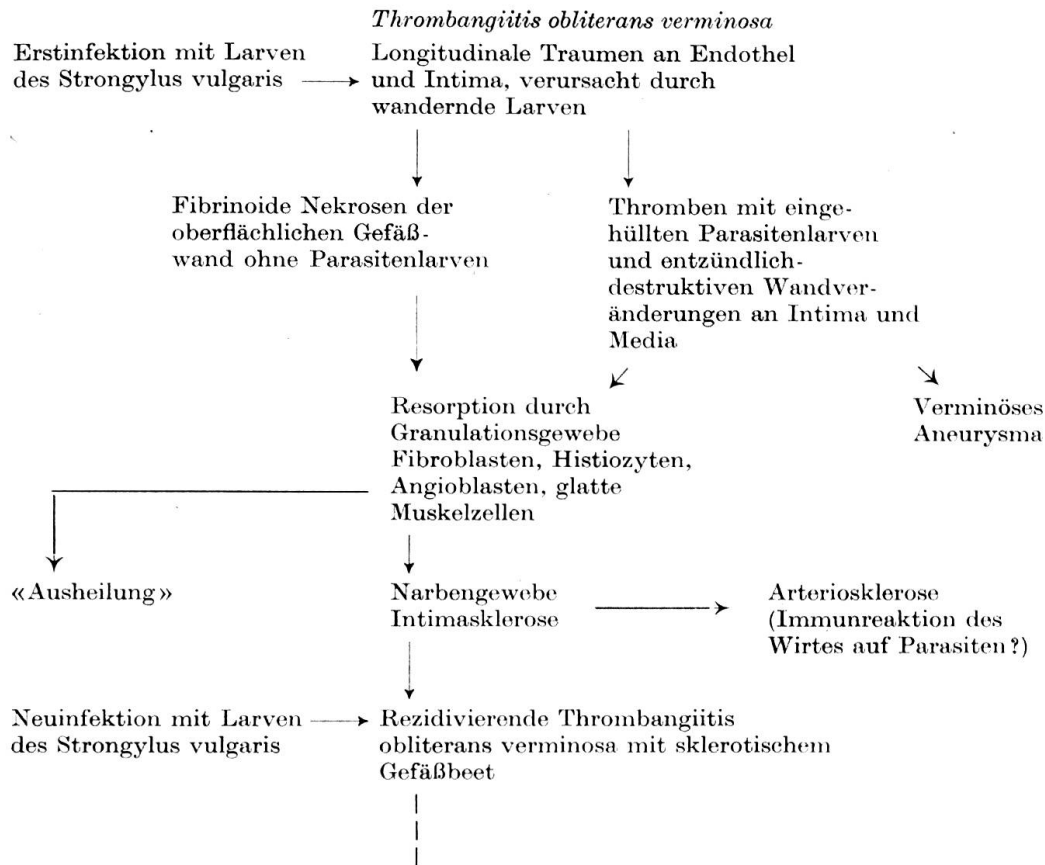 Thrombangiitis obliterans verminosa
Erstinfektion mit Larven
des Strongylus vulgaris
Longitudinale Traumen an Endothel
und Intima, verursacht durch
wandernde Larven
Fibrinoide Nekrosen der
oberflächlichen Gefäß-
wand ohne Parasitenlarven
Thromben mit einge-
hüllten Parasitenlarven
und entzündlich-
destruktiven Wandver-
änderungen an Intima und
Media
Resorption durch
Granulationsgewebe
Fibroblasten, Histiozyten,
Angioblasten, glatte
Muskelzellen
Verminöses
Aneurysma
«Ausheilung»
Narbengewebe
Intimasklerose
Arteriosklerose
(Immunreaktion des
Wirtes auf Parasiten?)
Neuinfektion mit Larven
des Strongylus vulgaris
Rezidivierende Thrombangiitis
obliterans verminosa mit sklerotischem
Gefäßbeet